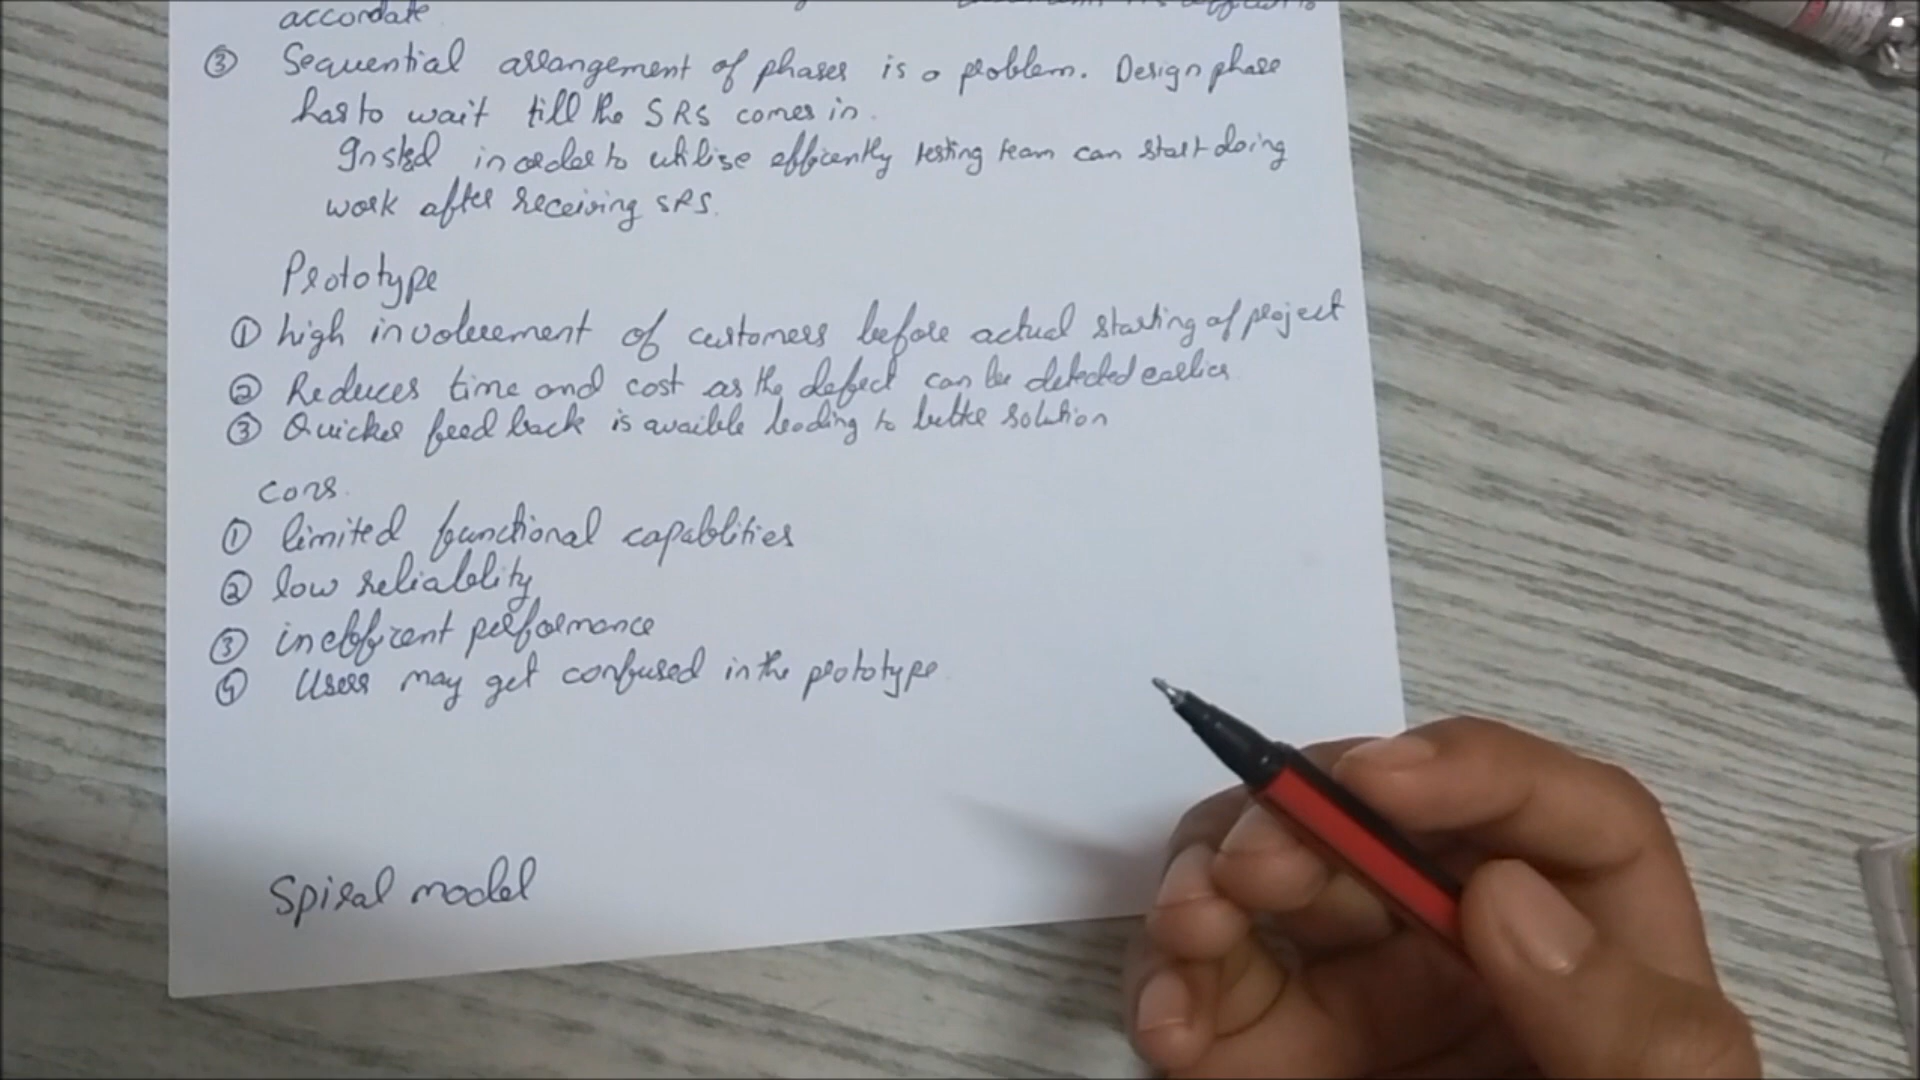 accordate
③ Sequential arrangement of phases is a problem. Design phase
has to wait till the SRS comes in.
Insted in order to utilise efficently testing team can start doing
work after receiving SRS.
Prototype
① high involvement of customers before actual starting of project
② Reduces time and cost as the defect can be detected earlier
③ Quicker feed back is avaible leading to bettre solution
cons.
① limited functional capablities
② low reliablity
③ inefficent performance
④ Users may get confused in the prototype
Spiral model